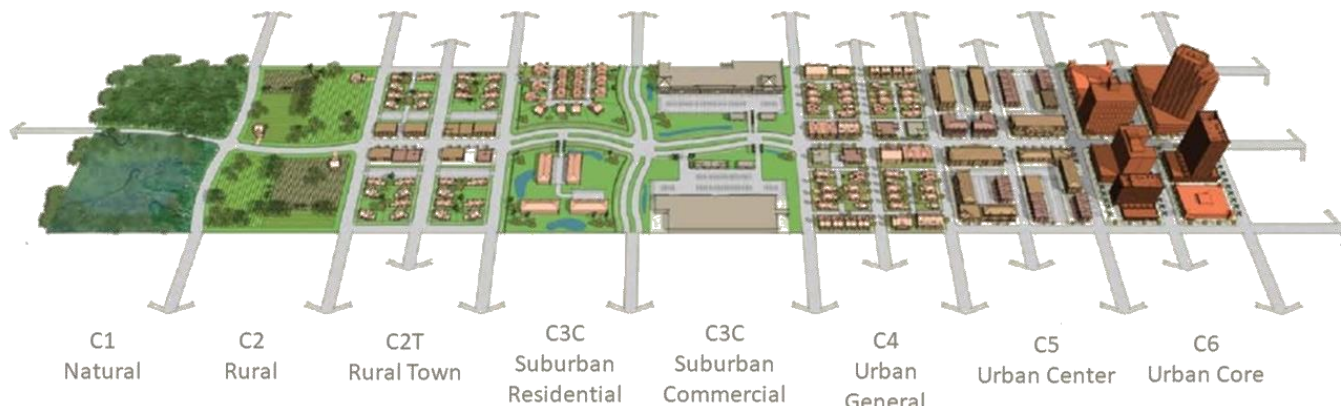 C1
Natural
C2
Rural
C2T
Rural Town
C3C
Suburban
Residential
C3C
Suburban
Commercial
C4
Urban
General
C5
Urban Center
C6
Urban Core